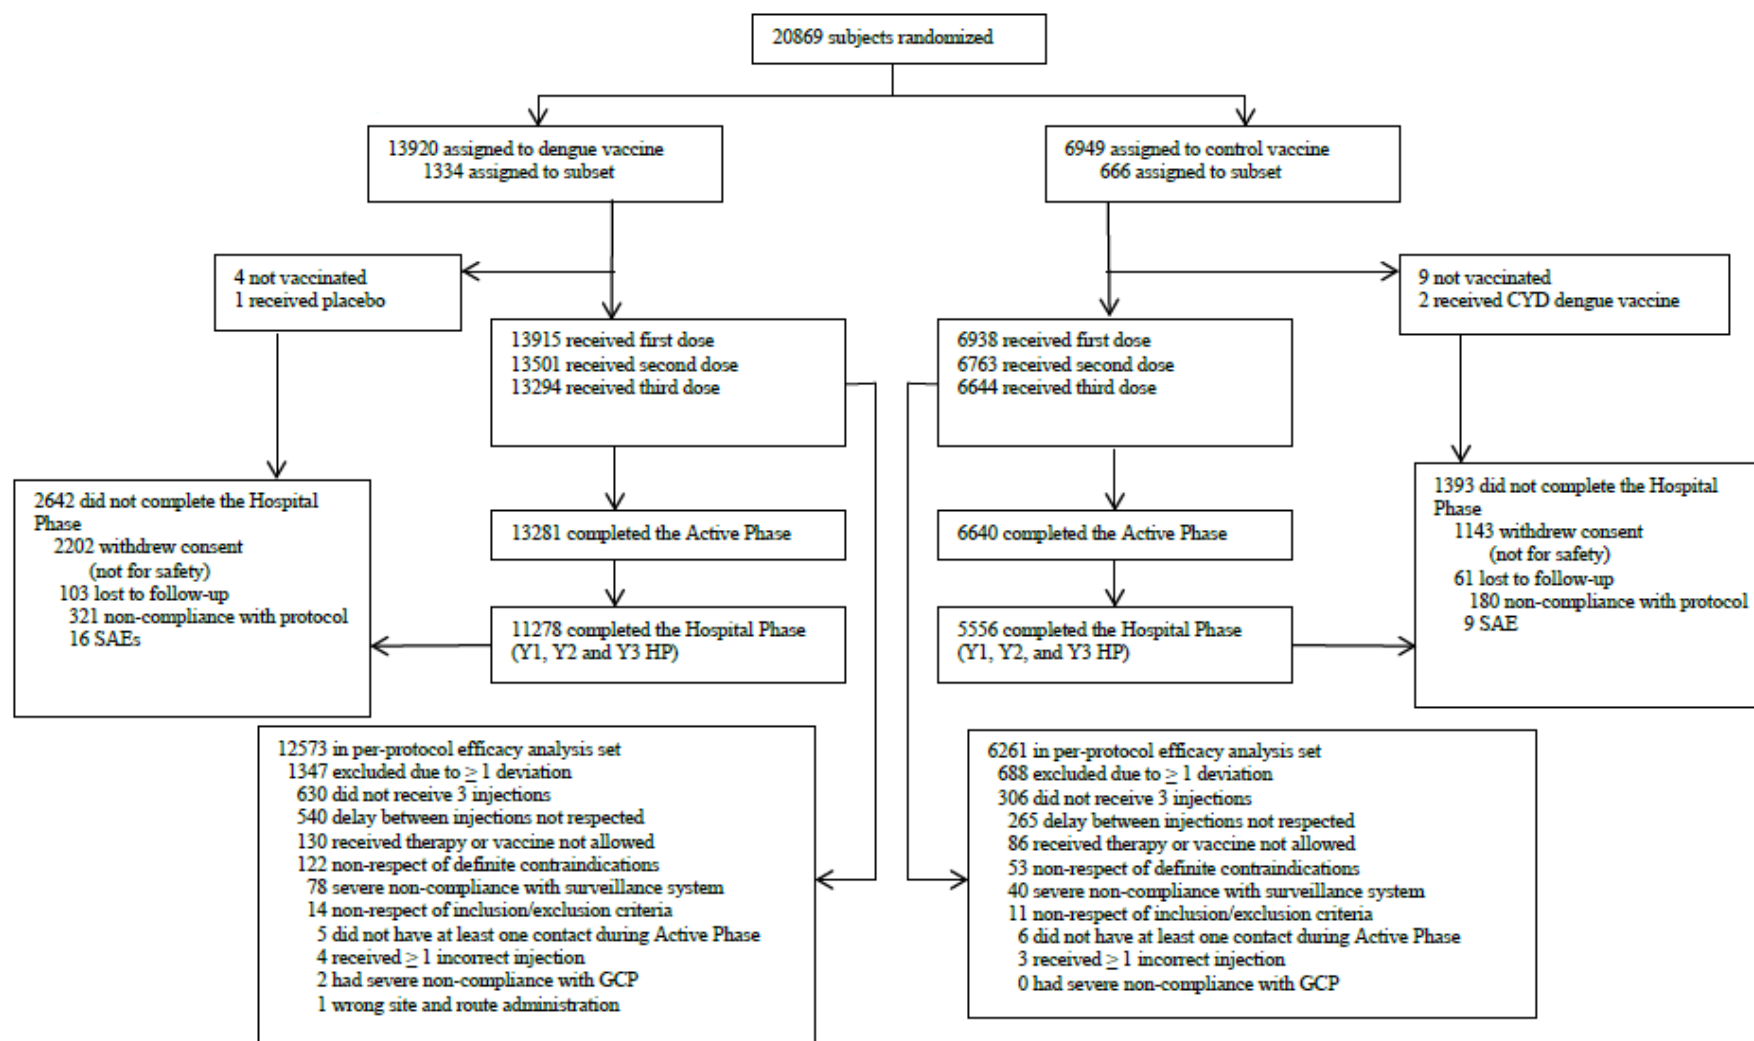 20869 subjects randomized
13920 assigned to dengue vaccine
1334 assigned to subset
6949 assigned to control vaccine
666 assigned to subset
4 not vaccinated
1 received placebo
9 not vaccinated
2 received CYD dengue vaccine
13915 received first dose
13501 received second dose
13294 received third dose
6938 received first dose
6763 received second dose
6644 received third dose
2642 did not complete the Hospital
Phase
2202 withdrew consent
(not for safety)
103 lost to follow-up
321 non-compliance with protocol
16 SAEs
13281 completed the Active Phase
6640 completed the Active Phase
1393 did not complete the Hospital
Phase
1143 withdrew consent
(not for safety)
61 lost to follow-up
180 non-compliance with protocol
9 SAE
11278 completed the Hospital Phase
(Y1, Y2 and Y3 HP)
5556 completed the Hospital Phase
(Y1, Y2, and Y3 HP)
12573 in per-protocol efficacy analysis set
1347 excluded due to ≥ 1 deviation
630 did not receive 3 injections
540 delay between injections not respected
130 received therapy or vaccine not allowed
122 non-respect of definite contraindications
78 severe non-compliance with surveillance system
14 non-respect of inclusion/exclusion criteria
5 did not have at least one contact during Active Phase
4 received ≥ 1 incorrect injection
2 had severe non-compliance with GCP
1 wrong site and route administration
6261 in per-protocol efficacy analysis set
688 excluded due to ≥ 1 deviation
306 did not receive 3 injections
265 delay between injections not respected
86 received therapy or vaccine not allowed
53 non-respect of definite contraindications
40 severe non-compliance with surveillance system
11 non-respect of inclusion/exclusion criteria
6 did not have at least one contact during Active Phase
3 received ≥ 1 incorrect injection
0 had severe non-compliance with GCP